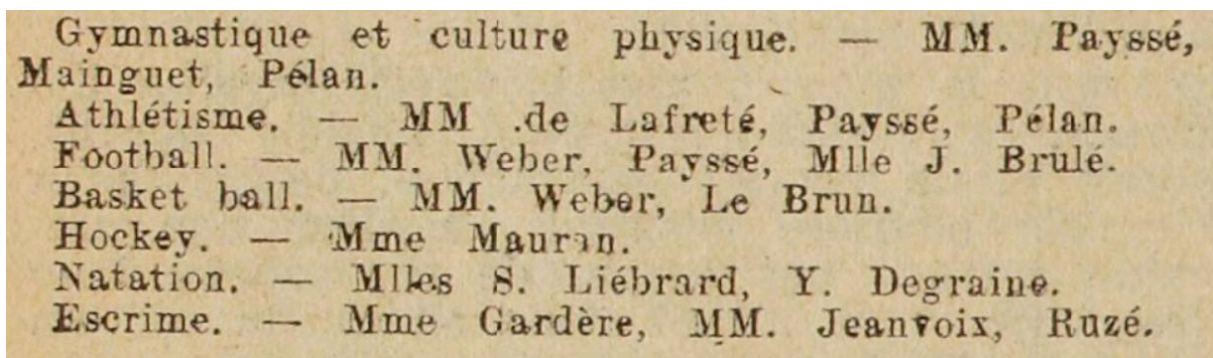 Gymnastique et culture physique. — MM. Payssé,
Mainguet, Pélan.
Athlétisme. — MM .de Lafreté, Payssé, Pélan.
Football. — MM. Weber, Payssé, Mlle J. Brulé.
Basket ball. — MM. Weber, Le Brun.
Hockey. — Mme Mauran.
Natation. — Mlles S. Liébrard, Y. Degraine.
Escrime. — Mme Gardère, MM. Jeanvoix, Ruzé.